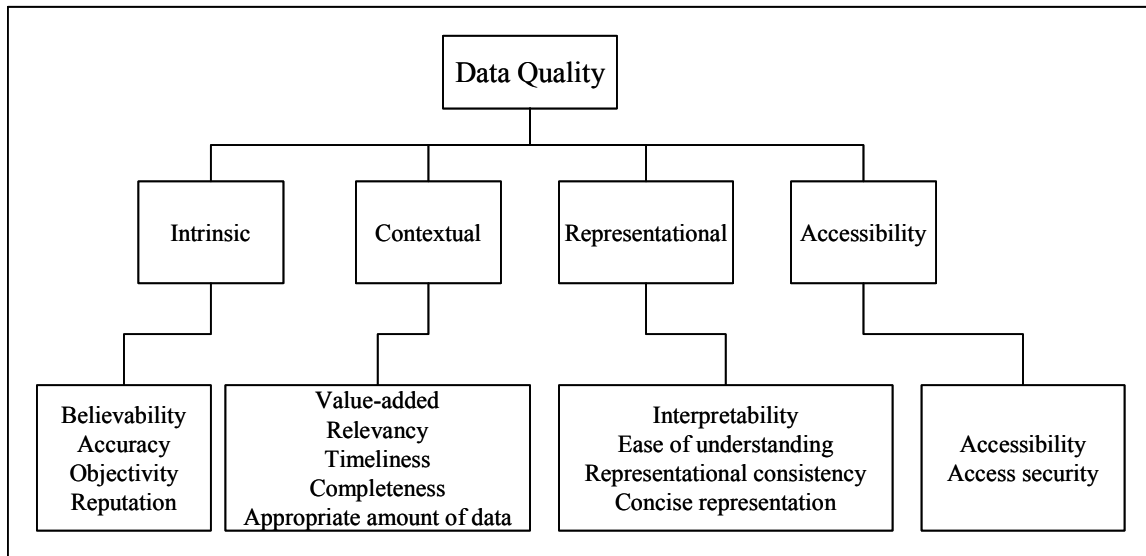 Data Quality
Intrinsic
Contextual
Representational
Accessibility
Believability
Accuracy
Objectivity
Reputation
Value-added
Relevancy
Timeliness
Completeness
Appropriate amount of data
Interpretability
Ease of understanding
Representational consistency
Concise representation
Accessibility
Access security